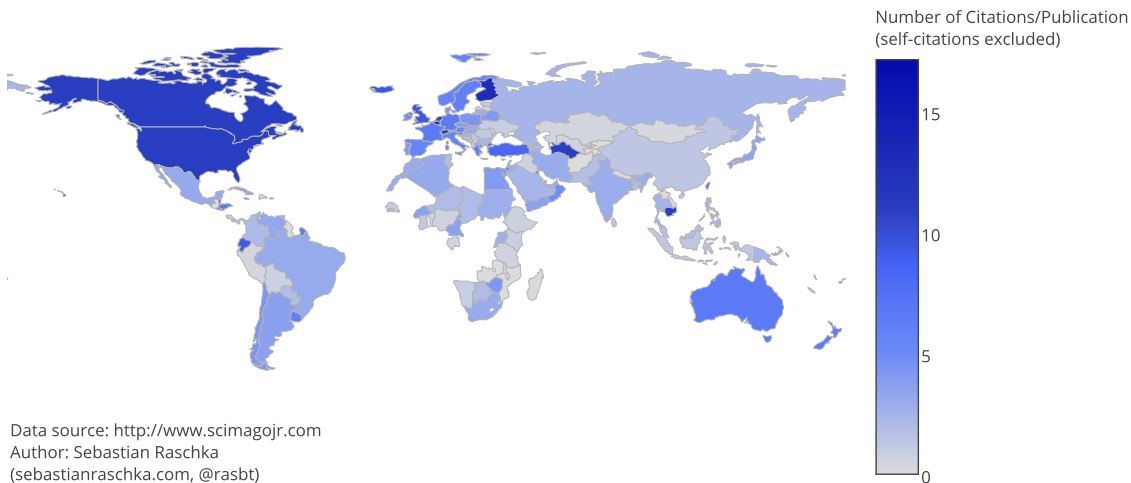 Number of Citations/Publication
(self-citations excluded)
15
10
5
0
Data source: http://www.scimagojr.com
Author: Sebastian Raschka
(sebastianraschka.com, @rasbt)